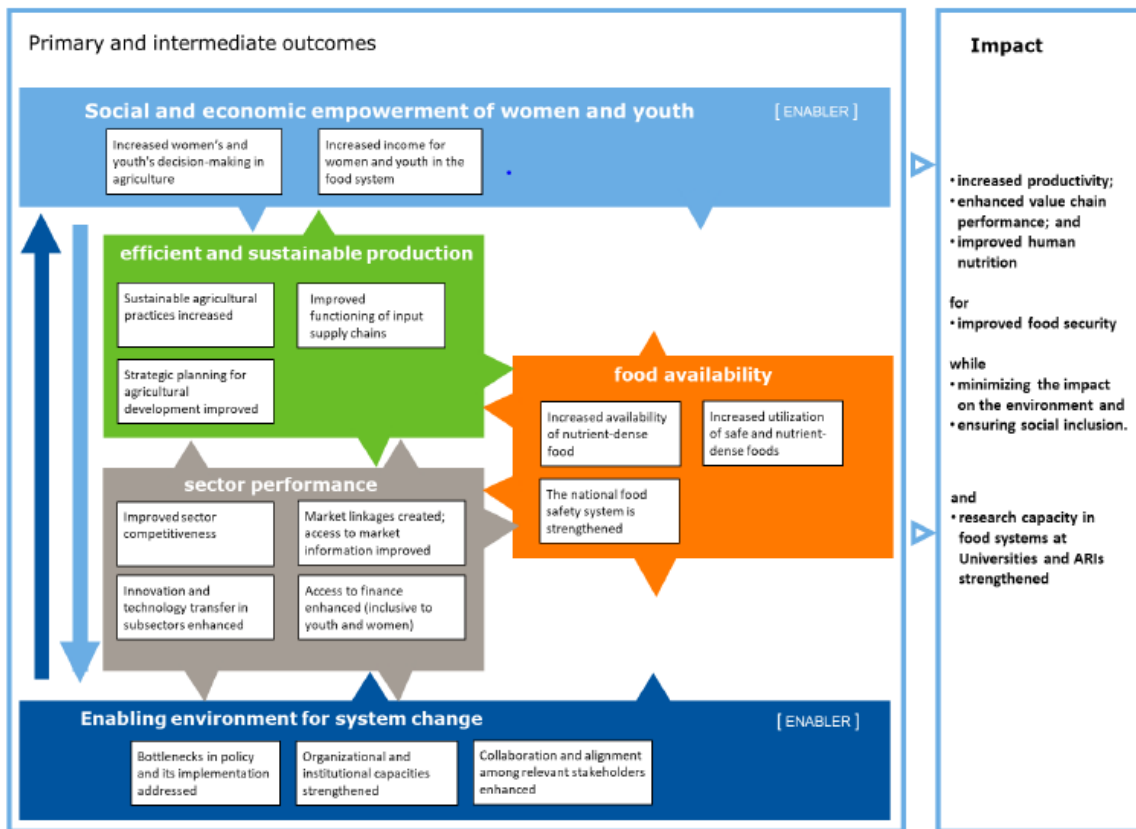 Primary and intermediate outcomes
Social and economic empowerment of women and youth
[ ENABLER ]
Increased women's and
youth's decision-making in
agriculture
Increased income for
women and youth in the
food system
efficient and sustainable production
Sustainable agricultural
practices increased
Improved
functioning of input
supply chains
Strategic planning for
agricultural
development improved
food availability
Increased availability
of nutrient-dense
food
Increased utilization
of safe and nutrient-
dense foods
The national food
safety system is
strengthened
sector performance
Improved sector
competitiveness
Market linkages created;
access to market
information improved
Innovation and
technology transfer in
subsectors enhanced
Access to finance
enhanced (inclusive to
youth and women)
Enabling environment for system change
[ ENABLER ]
Bottlenecks in policy
and its implementation
addressed
Organizational and
institutional capacities
strengthened
Collaboration and alignment
among relevant stakeholders
enhanced
Impact
• increased productivity;
• enhanced value chain
performance; and
• improved human
nutrition
for
• improved food security
while
• minimizing the impact
on the environment and
• ensuring social inclusion.
and
• research capacity in
food systems at
Universities and ARIs
strengthened